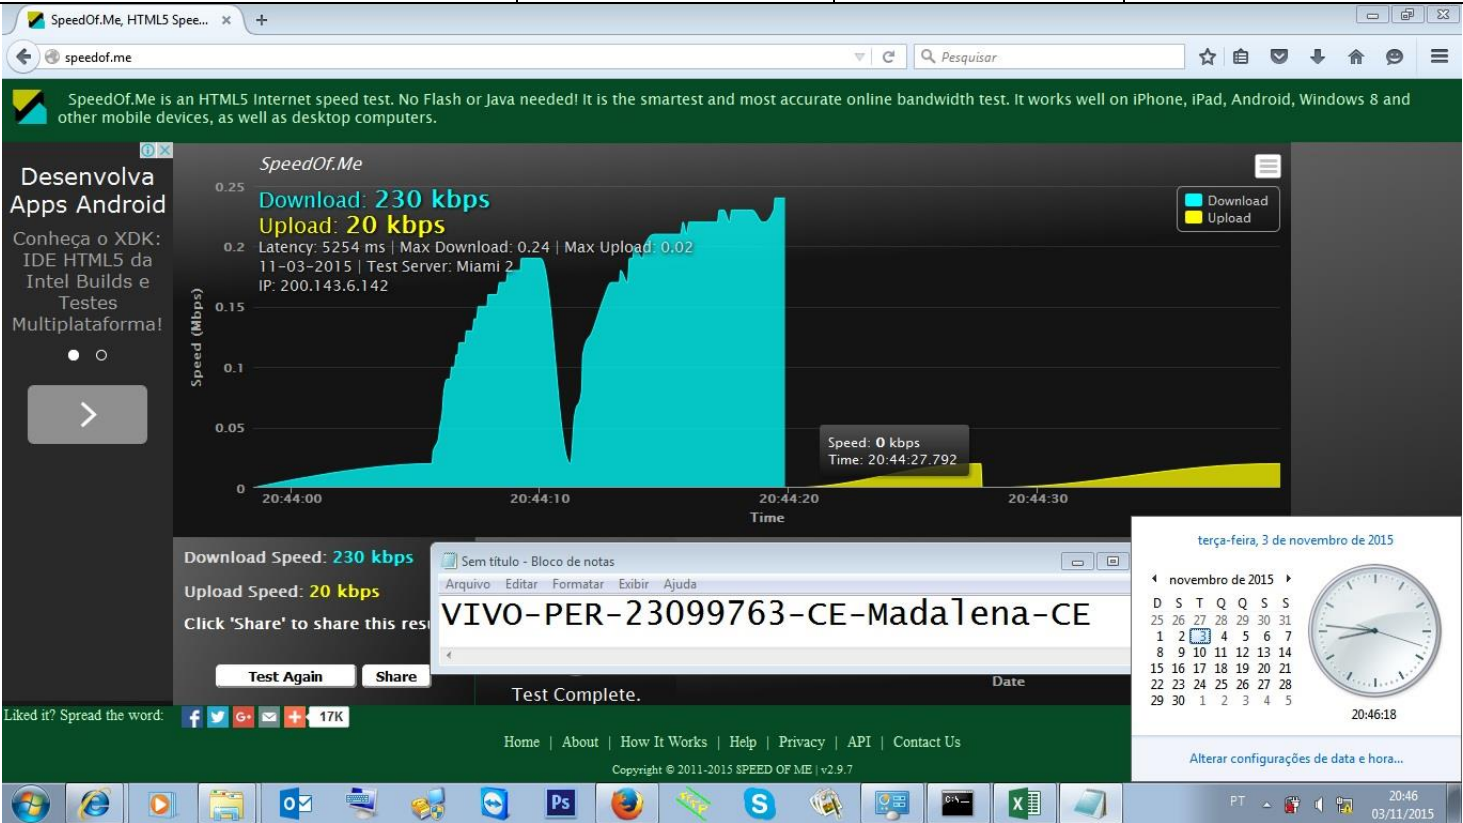 SpeedOf.Me, HTML5 Spee...
speedof.me
Pesquisar
SpeedOf.Me is an HTML5 Internet speed test. No Flash or Java needed! It is the smartest and most accurate online bandwidth test. It works well on iPhone, iPad, Android, Windows 8 and
other mobile devices, as well as desktop computers.
Desenvolva
Apps Android
Conheça o XDK:
IDE HTML5 da
Intel Builds e
Testes
Multiplataforma!
SpeedOf.Me
Download: 230 kbps
Upload: 20 kbps
Latency: 5254 ms | Max Download: 0.24 | Max Upload: 0.02
11-03-2015 | Test Server: Miami 2
IP: 200.143.6.142
Download
Upload
Speed (Mbps)
0.25
0.2
0.15
0.1
0.05
0
Speed: 0 kbps
Time: 20:44:27.792
20:44:00 20:44:10 20:44:20 20:44:30
Time
Download Speed: 230 kbps
Upload Speed: 20 kbps
Click 'Share' to share this res
Test Again Share
Sem título - Bloco de notas
Arquivo Editar Formatar Exibir Ajuda
VIVO-PER-23099763-CE-Madalena-CE
Test Complete.
Date
Liked it? Spread the word:
17K
Home | About | How It Works | Help | Privacy | API | Contact Us
Copyright © 2011-2015 SPEED OF ME | v2.9.7
terça-feira, 3 de novembro de 2015
novembro de 2015
D S T Q Q S S
25 26 27 28 29 30 31
1 2 3 4 5 6 7
8 9 10 11 12 13 14
15 16 17 18 19 20 21
22 23 24 25 26 27 28
29 30 1 2 3 4 5
20:46:18
Alterar configurações de data e hora...
Ps
PT
20:46
03/11/2015